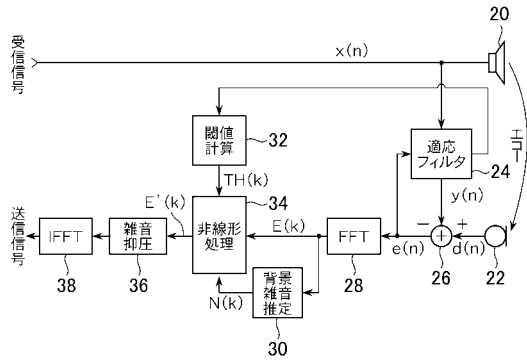 受信信号
x(n)
20
エコー
閾値
計算
32
適応
フィルタ
24
TH(k)
34
E'(k)
y(n)
送信信号
IFFT
38
雑音
抑圧
36
非線形
処理
E(k)
FFT
28
e(n)
−
+
+
26
d(n)
22
N(k)
背景
雑音
推定
30